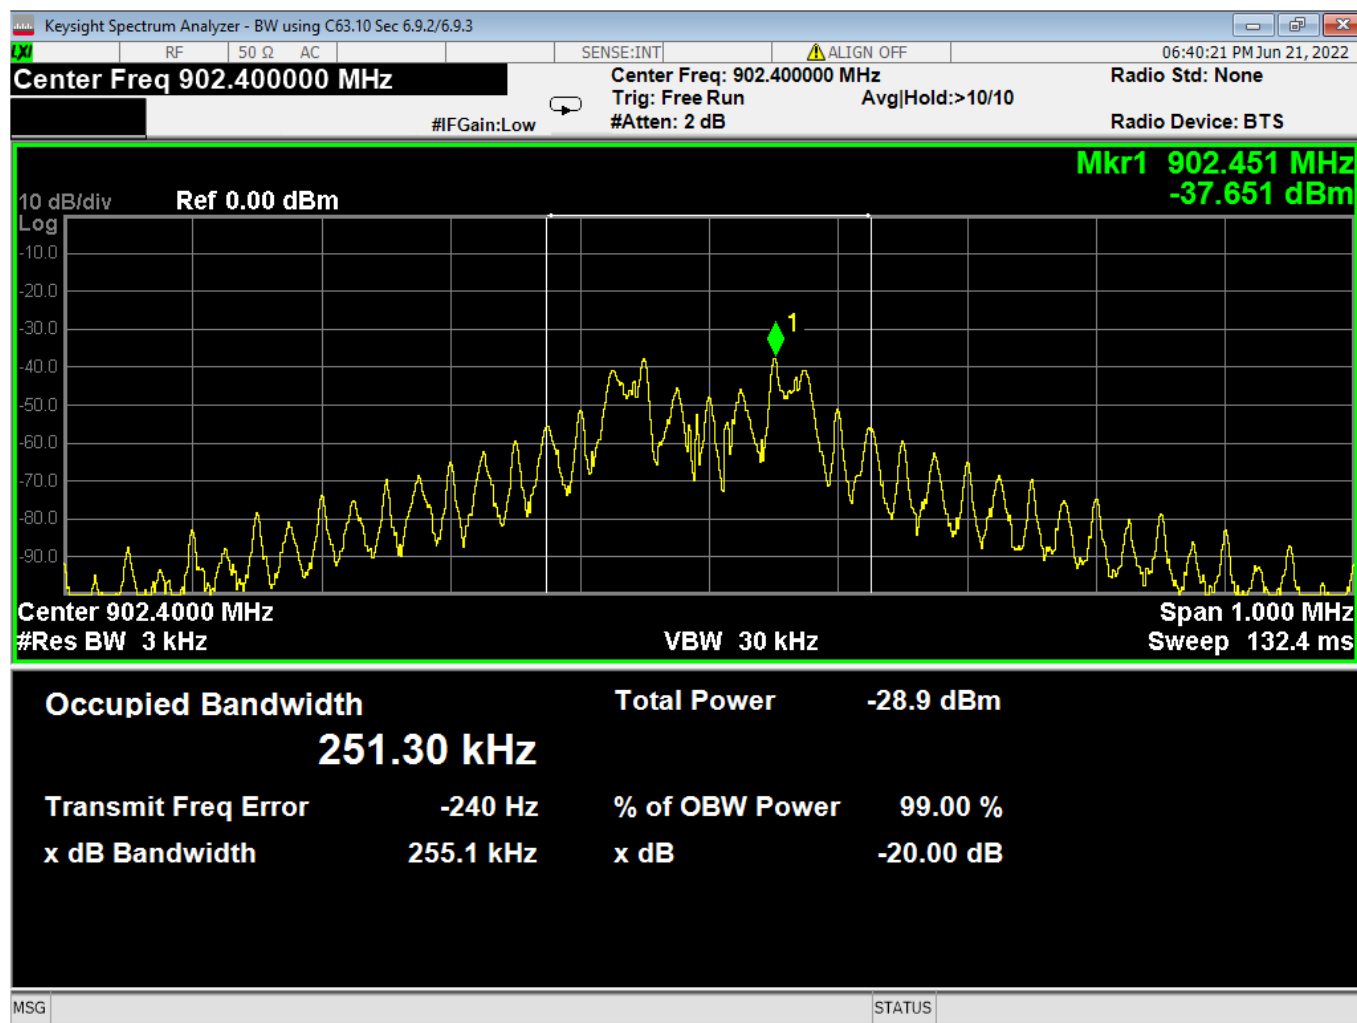 Keysight Spectrum Analyzer - BW using C63.10 Sec 6.9.2/6.9.3
LXI RF 50 Ω AC SENSE:INT ALIGN OFF 06:40:21 PM Jun 21, 2022
Center Freq 902.400000 MHz
Center Freq: 902.400000 MHz Radio Std: None
Trig: Free Run Avg|Hold:>10/10
#IFGain:Low #Atten: 2 dB Radio Device: BTS
Mkr1 902.451 MHz
-37.651 dBm
10 dB/div Ref 0.00 dBm
Log
-10.0
-20.0
1
-30.0
-40.0
-50.0
-60.0
-70.0
-80.0
-90.0
Center 902.4000 MHz Span 1.000 MHz
#Res BW 3 kHz VBW 30 kHz Sweep 132.4 ms
Occupied Bandwidth Total Power -28.9 dBm
251.30 kHz
Transmit Freq Error -240 Hz % of OBW Power 99.00 %
x dB Bandwidth 255.1 kHz x dB -20.00 dB
MSG STATUS